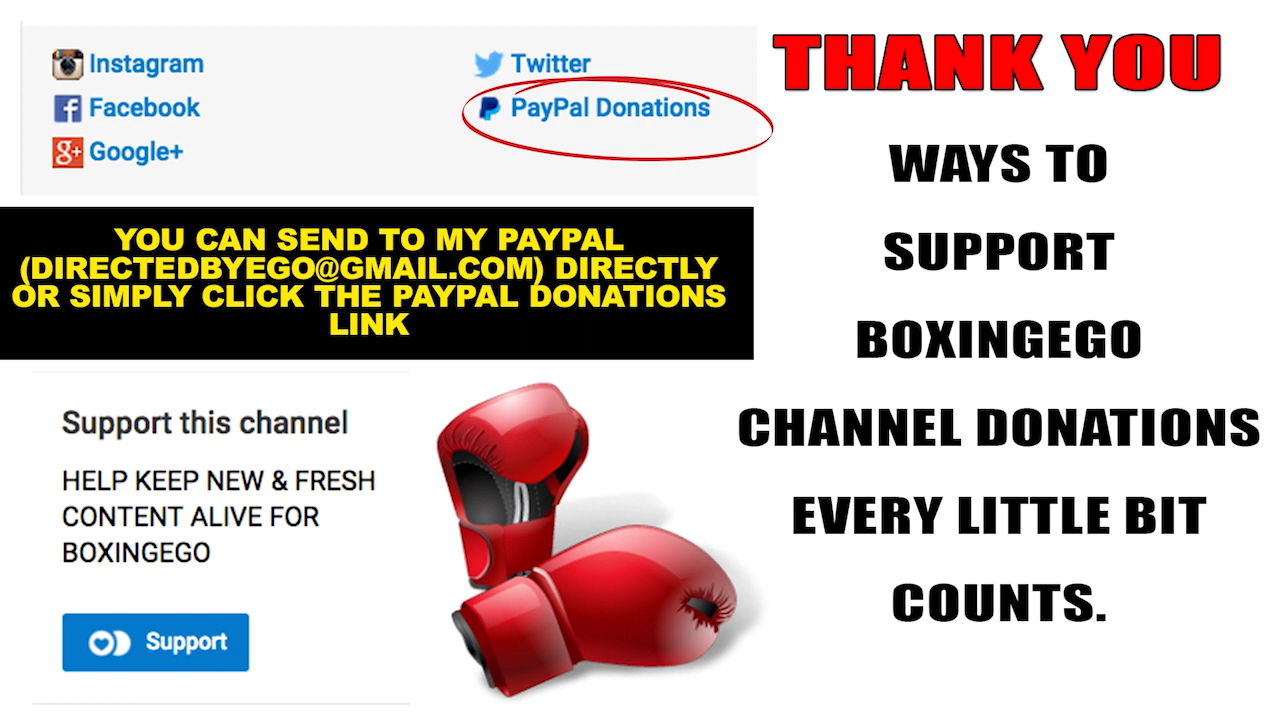 Instagram
Twitter
Facebook
PayPal Donations
Google+
YOU CAN SEND TO MY PAYPAL
(DIRECTEDBYEGO@GMAIL.COM) DIRECTLY
OR SIMPLY CLICK THE PAYPAL DONATIONS
LINK
Support this channel
HELP KEEP NEW & FRESH
CONTENT ALIVE FOR
BOXINGEGO
Support
THANK YOU
WAYS TO
SUPPORT
BOXINGEGO
CHANNEL DONATIONS
EVERY LITTLE BIT
COUNTS.